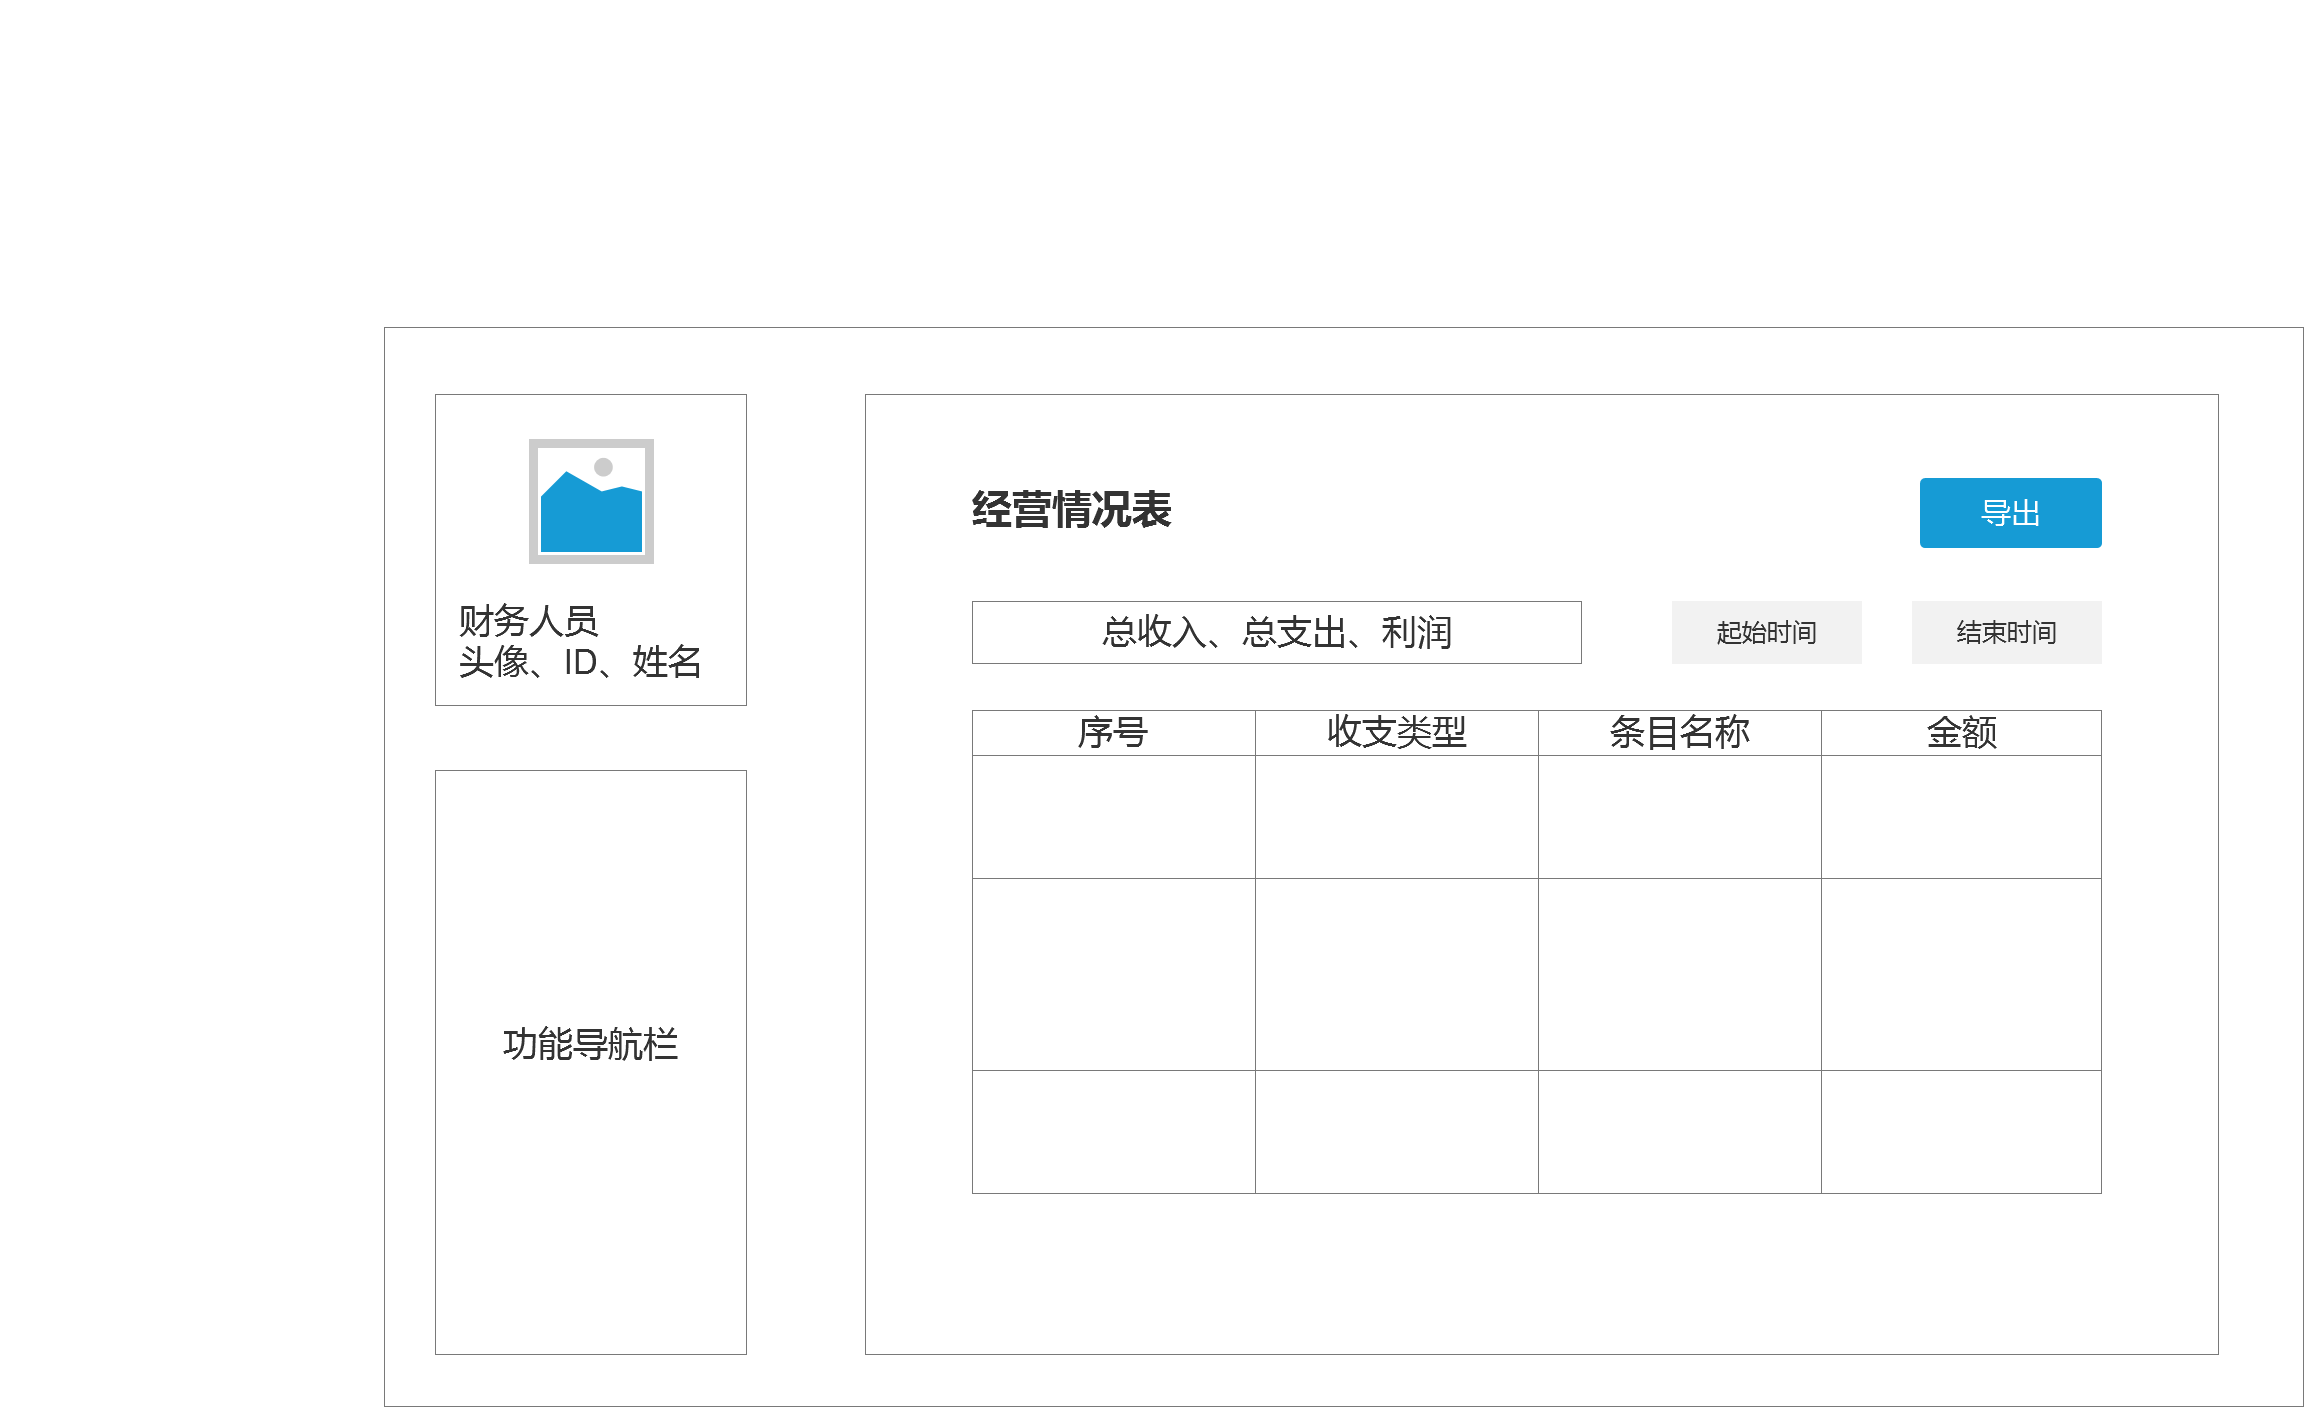 财务人员
头像、ID、姓名
功能导航栏
经营情况表
导出
总收入、总支出、利润
起始时间
结束时间
序号
收支类型
条目名称
金额